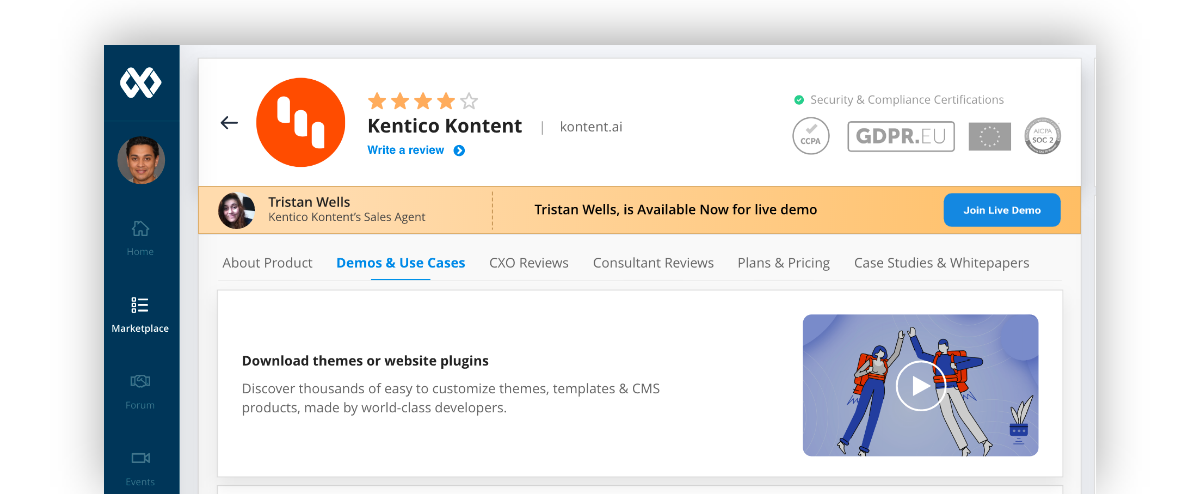 Security & Compliance Certifications
Kentico Kontent | kontent.ai
Write a review
CCPA
GDPR.EU
AICPA
SOC 2
Tristan Wells
Kentico Kontent's Sales Agent
Tristan Wells, is Available Now for live demo
Join Live Demo
Home
Marketplace
Forum
Events
About Product
Demos & Use Cases
CXO Reviews
Consultant Reviews
Plans & Pricing
Case Studies & Whitepapers
Download themes or website plugins
Discover thousands of easy to customize themes, templates & CMS
products, made by world-class developers.